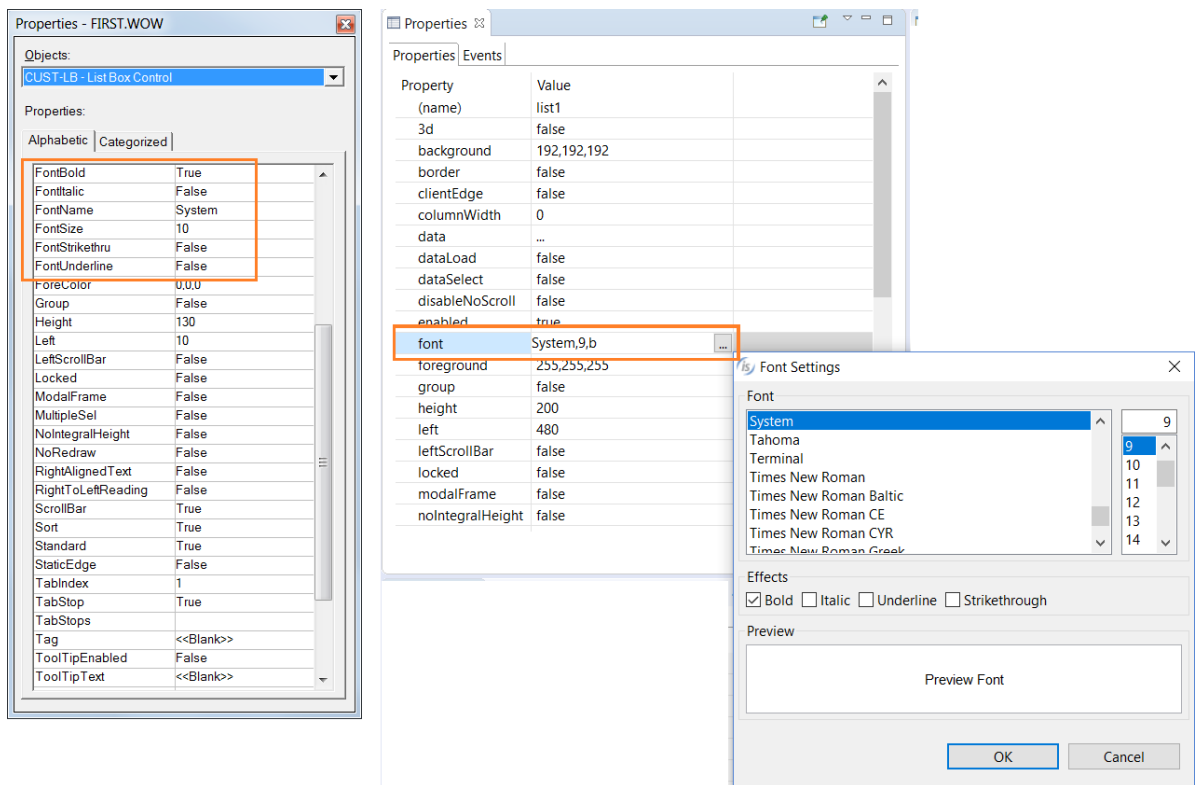 Properties - FIRST.WOW
Objects:
CUST-LB - List Box Control
Properties:
Alphabetic Categorized
FontBold True
FontItalic False
FontName System
FontSize 10
FontStrikethru False
FontUnderline False
ForeColor 0,0,0
Group False
Height 130
Left 10
LeftScrollBar False
Locked False
ModalFrame False
MultipleSel False
NoIntegralHeight False
NoRedraw False
RightAlignedText False
RightToLeftReading False
ScrollBar True
Sort True
Standard True
StaticEdge False
TabIndex 1
TabStop True
TabStops
Tag <<Blank>>
ToolTipEnabled False
ToolTipText <<Blank>>
Properties
Properties Events
Property Value
(name) list1
3d false
background 192,192,192
border false
clientEdge false
columnWidth 0
data ...
dataLoad false
dataSelect false
disableNoScroll false
enabled true
font System,9,b ...
foreground 255,255,255
group false
height 200
left 480
leftScrollBar false
locked false
modalFrame false
noIntegralHeight false
is Font Settings
Font
System 9
Tahoma 9
Terminal 10
Times New Roman 11
Times New Roman Baltic 12
Times New Roman CE 13
Times New Roman CYR 14
Times New Roman Greek
Effects
Bold Italic Underline Strikethrough
Preview
Preview Font
OK Cancel